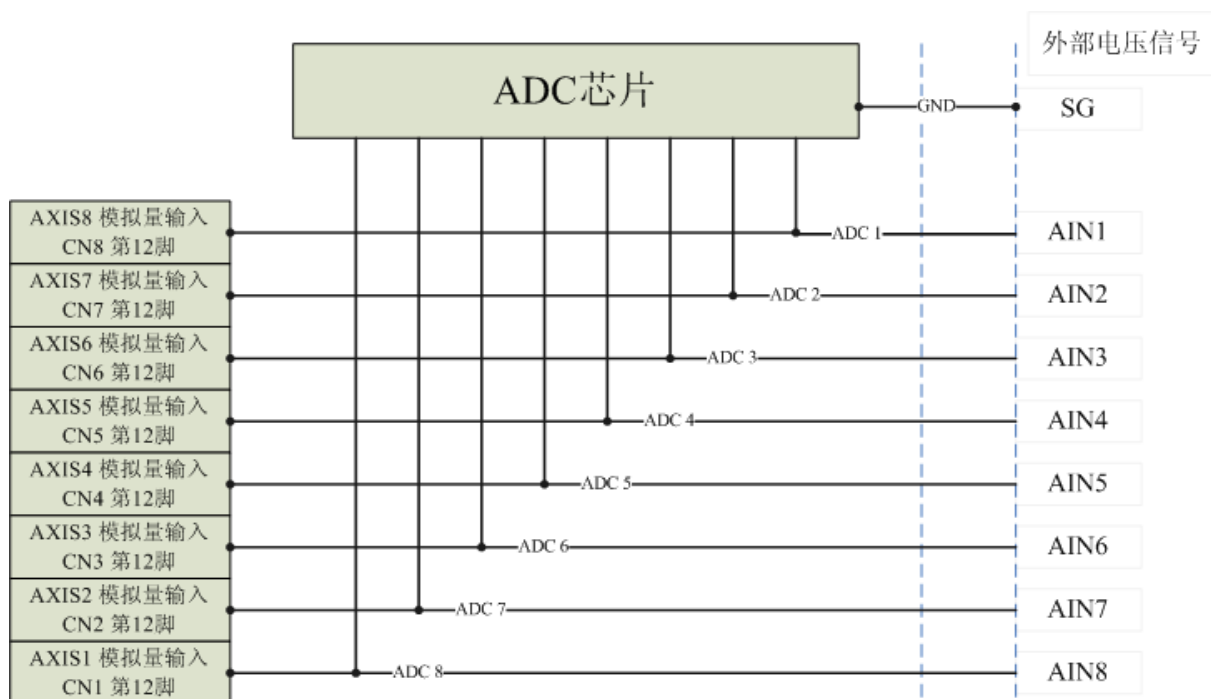 外部电压信号
ADC芯片
GND
SG
AXIS8 模拟量输入
CN8 第12脚
ADC 1
AIN1
AXIS7 模拟量输入
CN7 第12脚
ADC 2
AIN2
AXIS6 模拟量输入
CN6 第12脚
ADC 3
AIN3
AXIS5 模拟量输入
CN5 第12脚
ADC 4
AIN4
AXIS4 模拟量输入
CN4 第12脚
ADC 5
AIN5
AXIS3 模拟量输入
CN3 第12脚
ADC 6
AIN6
AXIS2 模拟量输入
CN2 第12脚
ADC 7
AIN7
AXIS1 模拟量输入
CN1 第12脚
ADC 8
AIN8